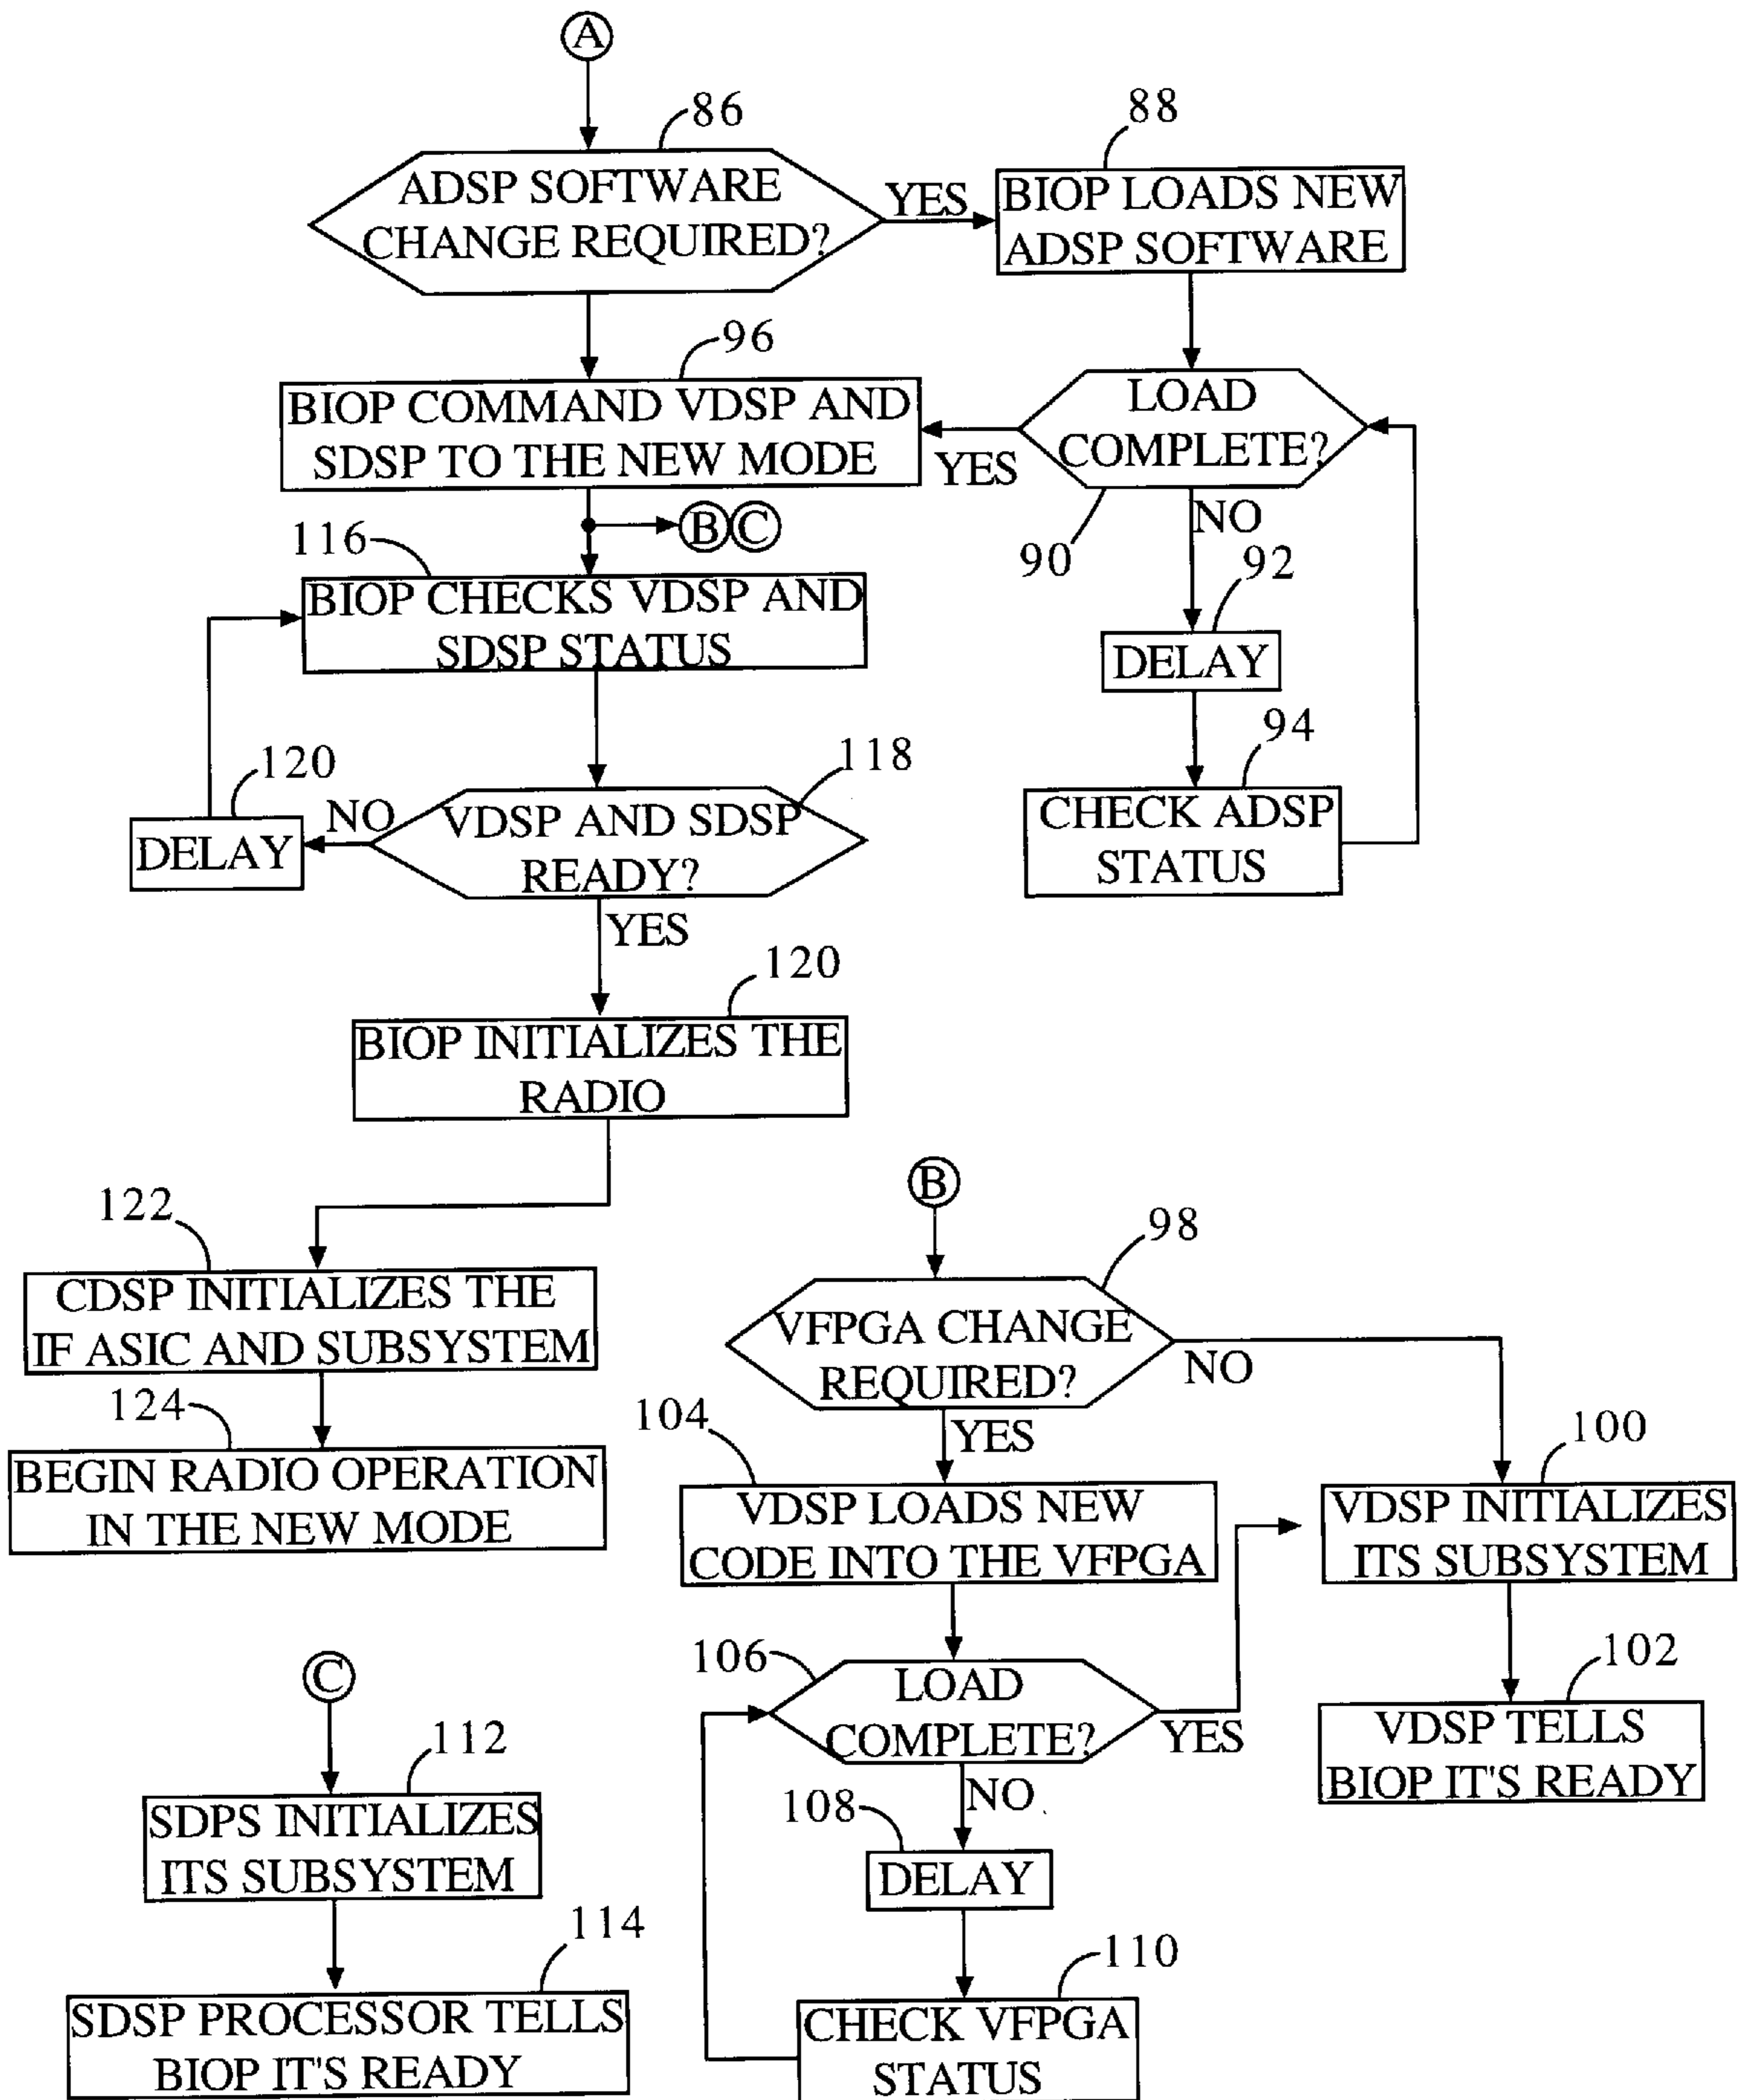 A
86
ADSP SOFTWARE
CHANGE REQUIRED?
YES
88
BIOP LOADS NEW
ADSP SOFTWARE
96
BIOP COMMAND VDSP AND
SDSP TO THE NEW MODE
LOAD
COMPLETE?
YES
90
NO
B C
116
BIOP CHECKS VDSP AND
SDSP STATUS
92
DELAY
94
CHECK ADSP
STATUS
118
VDSP AND SDSP
READY?
NO
120
DELAY
YES
120
BIOP INITIALIZES THE
RADIO
122
CDSP INITIALIZES THE
IF ASIC AND SUBSYSTEM
124
BEGIN RADIO OPERATION
IN THE NEW MODE
B
98
VFPGA CHANGE
REQUIRED?
NO
YES
104
VDSP LOADS NEW
CODE INTO THE VFPGA
100
VDSP INITIALIZES
ITS SUBSYSTEM
106
LOAD
COMPLETE?
YES
102
VDSP TELLS
BIOP IT'S READY
NO
108
DELAY
110
CHECK VFPGA
STATUS
C
112
SDPS INITIALIZES
ITS SUBSYSTEM
114
SDSP PROCESSOR TELLS
BIOP IT'S READY